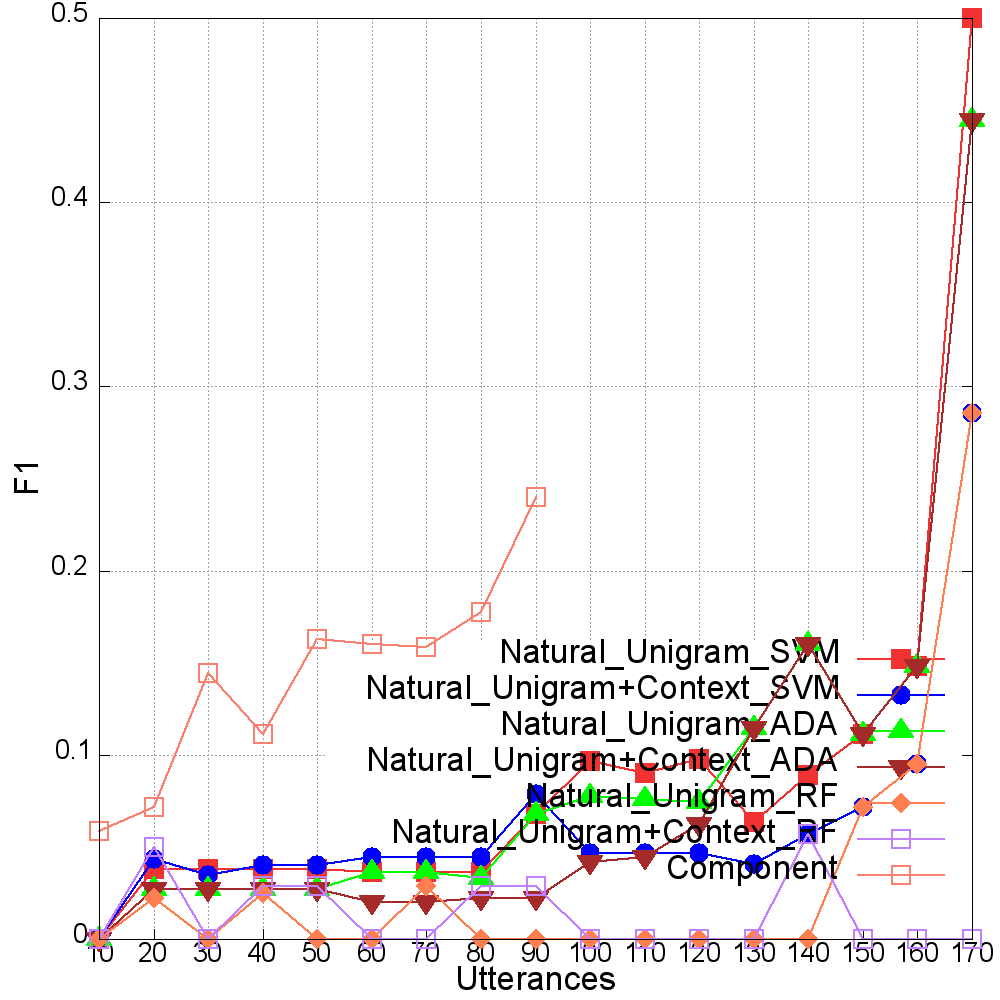 0.5
0.4
0.3
0.2
0.1
0
F1
Natural_Unigram_SVM
Natural_Unigram+Context_SVM
Natural_Unigram_ADA
Natural_Unigram+Context_ADA
Natural_Unigram_RF
Natural_Unigram+Context_RF
Component
10 20 30 40 50 60 70 80 90 100 110 120 130 140 150 160 170
Utterances